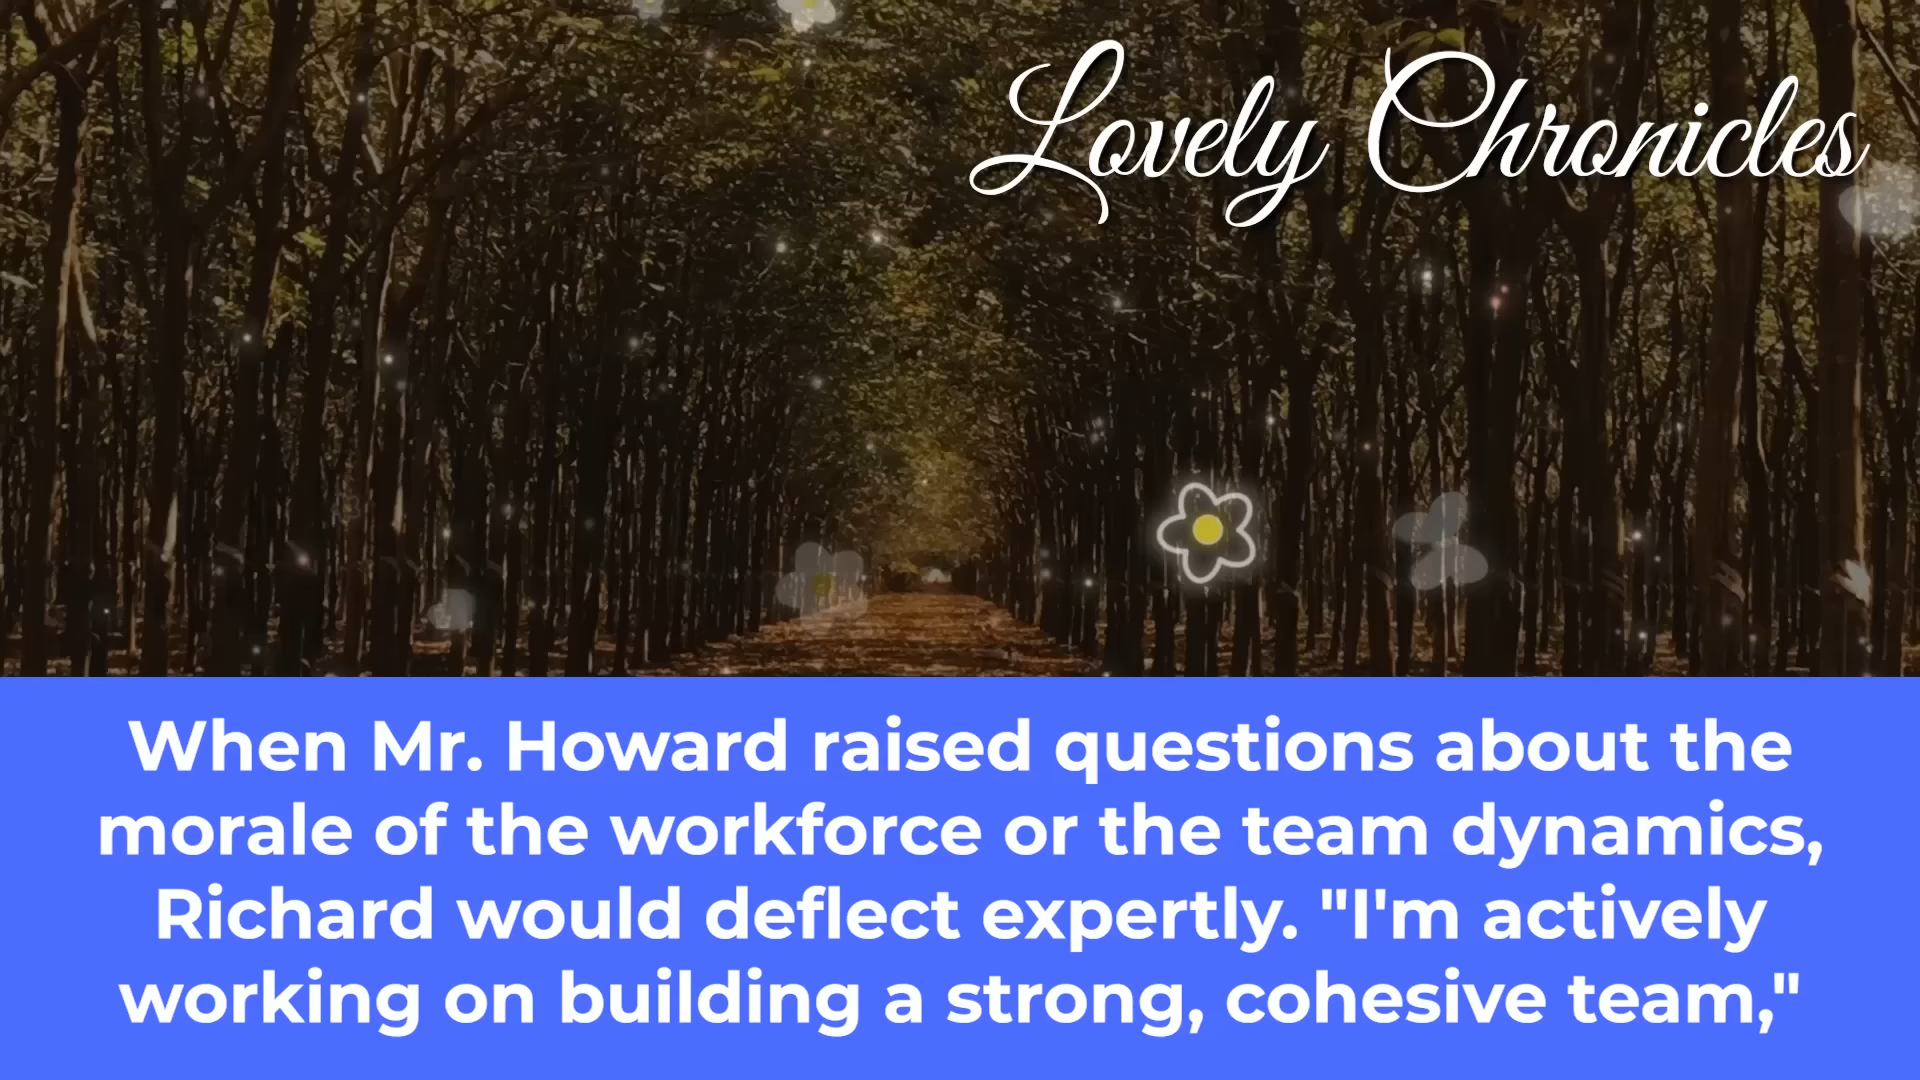 Lovely Chronicles
When Mr. Howard raised questions about the
morale of the workforce or the team dynamics,
Richard would deflect expertly. "I'm actively
working on building a strong, cohesive team,"